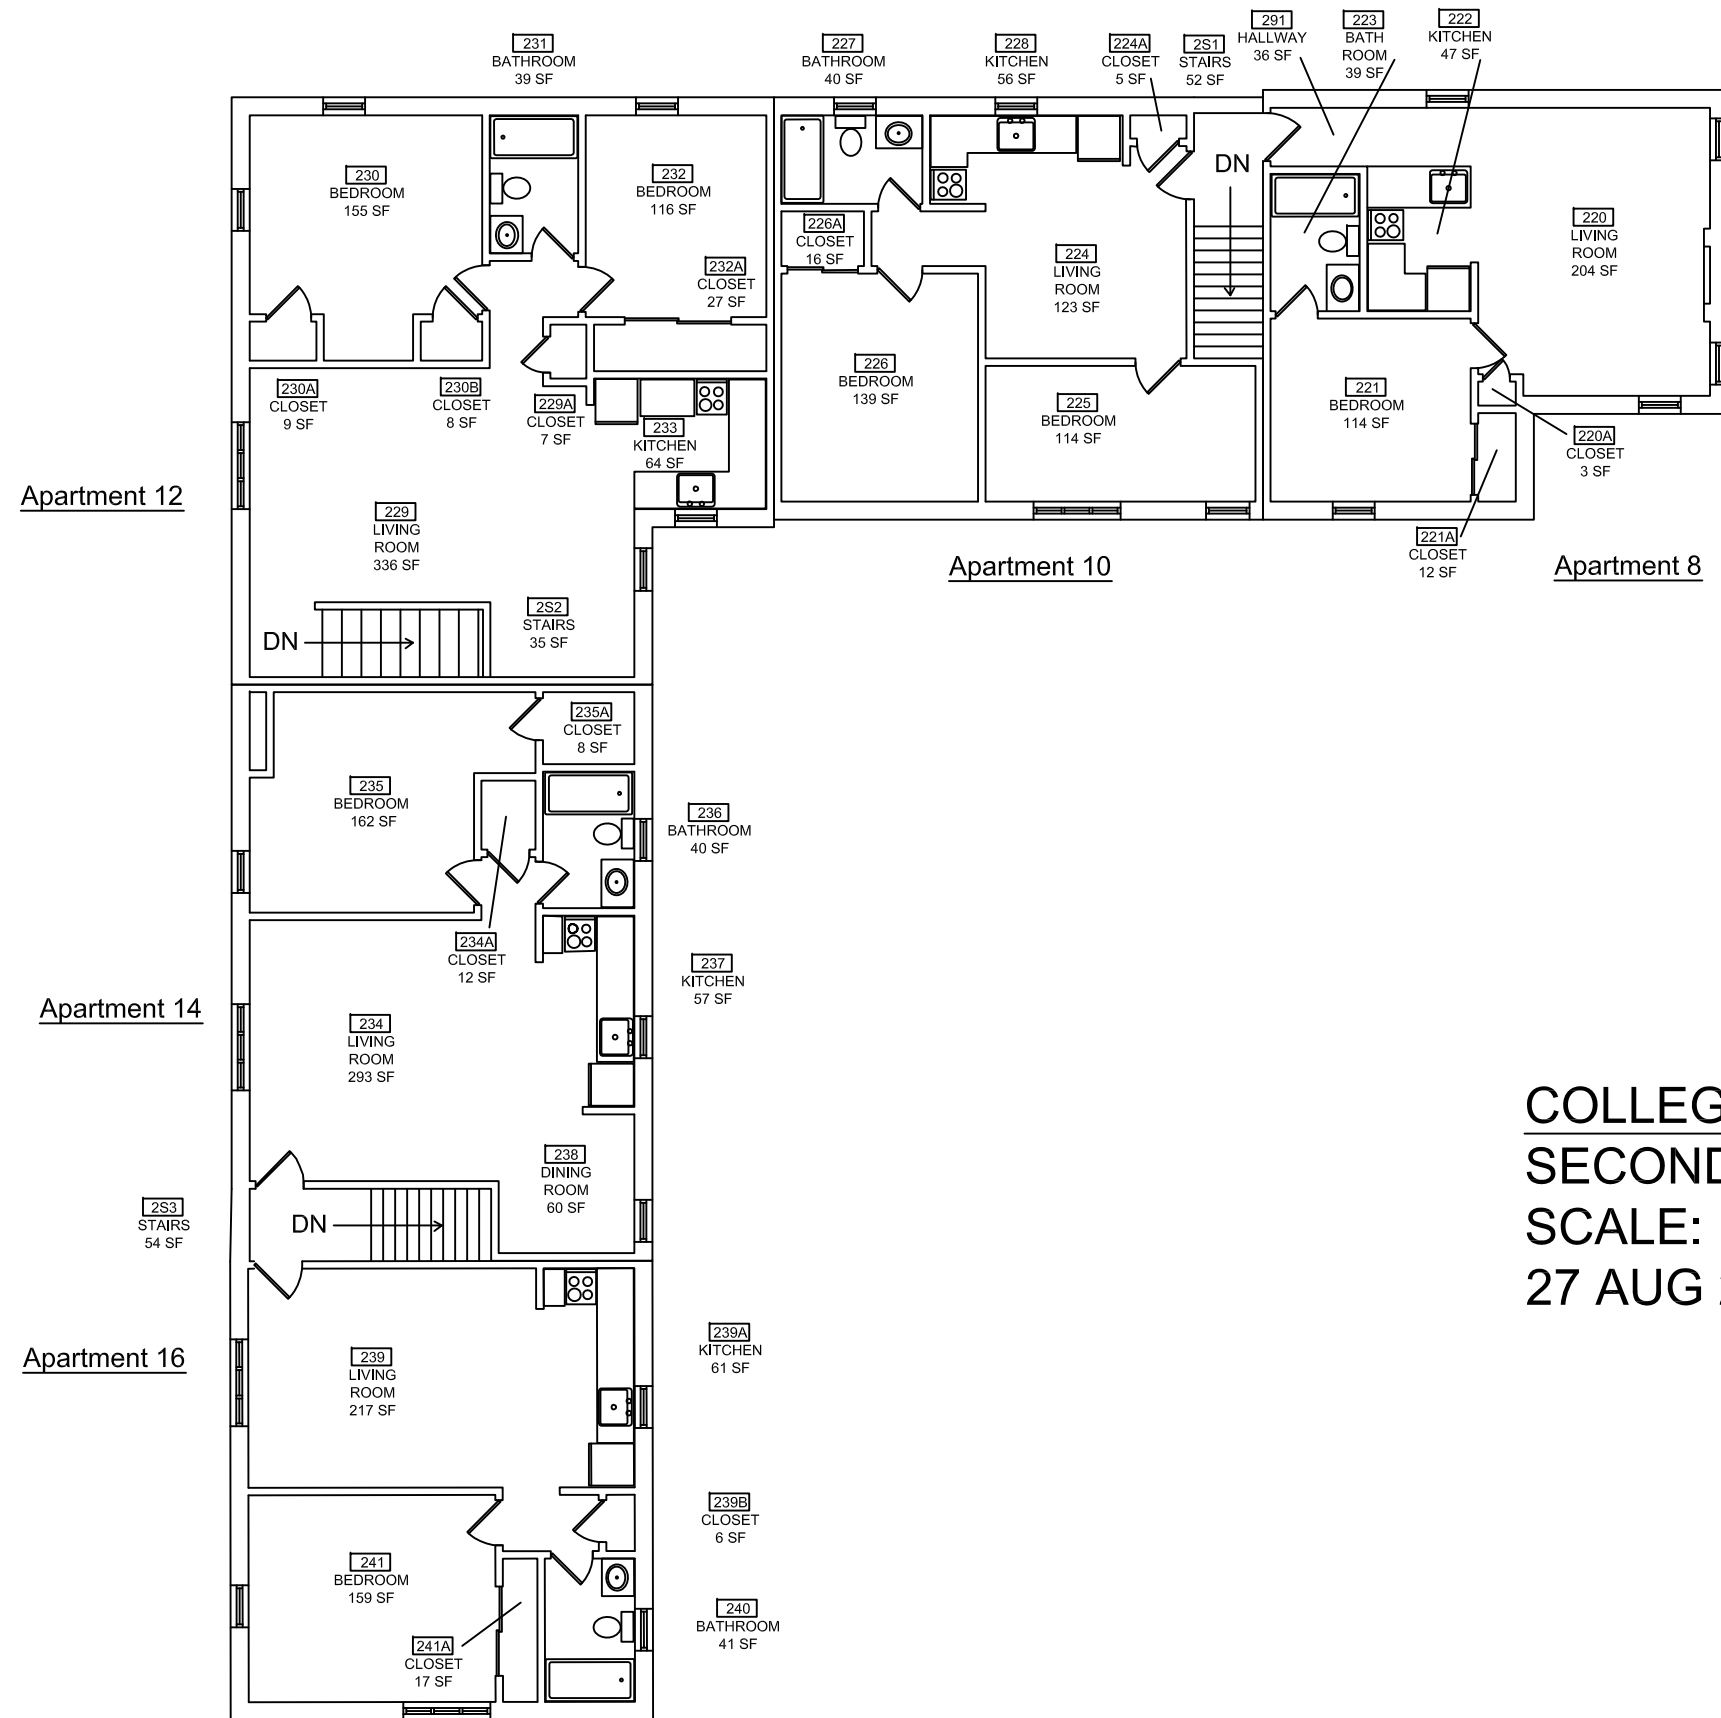 231
BATHROOM
39 SF
227
BATHROOM
40 SF
228
KITCHEN
56 SF
224A
CLOSET
5 SF
2S1
STAIRS
52 SF
291
HALLWAY
36 SF
223
BATH
ROOM
39 SF
222
KITCHEN
47 SF
230
BEDROOM
155 SF
232
BEDROOM
116 SF
232A
CLOSET
27 SF
226A
CLOSET
16 SF
224
LIVING
ROOM
123 SF
DN
220
LIVING
ROOM
204 SF
230A
CLOSET
9 SF
230B
CLOSET
8 SF
229A
CLOSET
7 SF
233
KITCHEN
64 SF
226
BEDROOM
139 SF
225
BEDROOM
114 SF
221
BEDROOM
114 SF
220A
CLOSET
3 SF
221A
CLOSET
12 SF
Apartment 12
229
LIVING
ROOM
336 SF
Apartment 10
Apartment 8
2S2
STAIRS
35 SF
DN
235A
CLOSET
8 SF
235
BEDROOM
162 SF
236
BATHROOM
40 SF
234A
CLOSET
12 SF
237
KITCHEN
57 SF
Apartment 14
234
LIVING
ROOM
293 SF
238
DINING
ROOM
60 SF
2S3
STAIRS
54 SF
DN
COLLEG
SECOND
SCALE:
27 AUG
Apartment 16
239
LIVING
ROOM
217 SF
239A
KITCHEN
61 SF
239B
CLOSET
6 SF
241
BEDROOM
159 SF
241A
CLOSET
17 SF
240
BATHROOM
41 SF